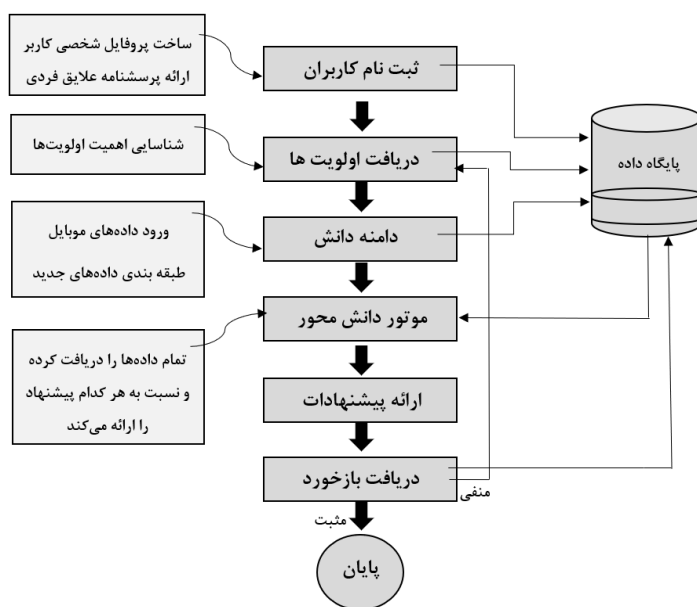 ساخت پروفایل شخصی کاربر
ارائه پرسشنامه علایق فردی
ثبت نام کاربران
شناسایی اهمیت اولویت‌ها
دریافت اولویت ها
پایگاه داده
ورود داده‌های موبایل
طبقه بندی داده‌های جدید
دامنه دانش
موتور دانش محور
تمام داده‌ها را دریافت کرده
و نسبت به هر کدام پیشنهاد
را ارائه می‌کند
ارائه پیشنهادات
دریافت بازخورد
منفی
مثبت
پایان